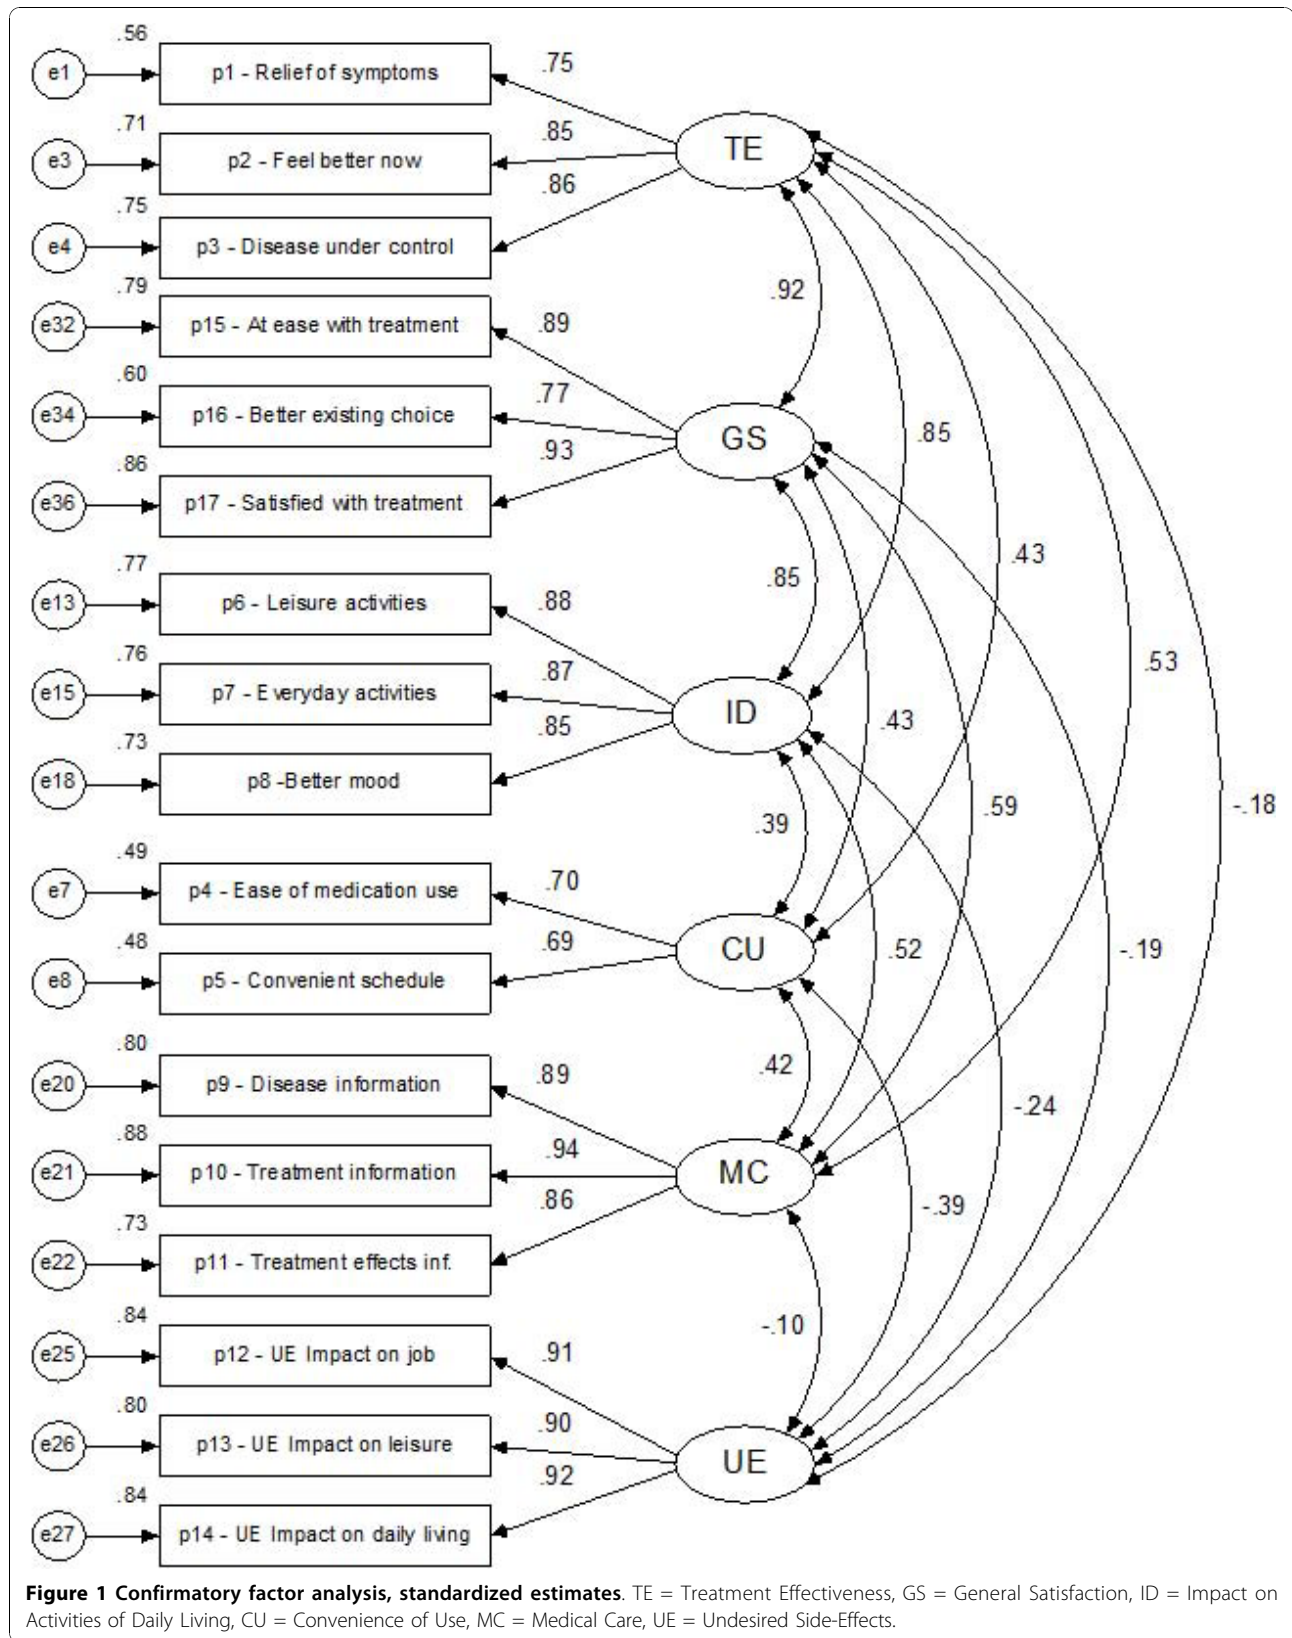 .56
e1
p1 - Relief of symptoms
.75
.71
e3
p2 - Feel better now
.85
TE
.75
e4
p3 - Disease under control
.86
.79
e32
p15 - At ease with treatment
.89
.92
.60
e34
p16 - Better existing choice
.77
GS
.85
.86
e36
p17 - Satisfied with treatment
.93
.77
e13
p6 - Leisure activities
.88
.85
.43
.76
e15
p7 - Everyday activities
.87
ID
.43
.53
.73
e18
p8 -Better mood
.85
.39
.59
-.18
.49
e7
p4 - Ease of medication use
.70
.48
e8
p5 - Convenient schedule
.69
CU
.52
-.19
.80
e20
p9 - Disease information
.89
.42
-.24
.88
e21
p10 - Treatment information
.94
MC
.73
e22
p11 - Treatment effects inf.
.86
-.39
.84
e25
p12 - UE Impact on job
.91
-.10
.80
e26
p13 - UE Impact on leisure
.90
UE
.84
e27
p14 - UE Impact on daily living
.92
Figure 1 Confirmatory factor analysis, standardized estimates. TE = Treatment Effectiveness, GS = General Satisfaction, ID = Impact on
Activities of Daily Living, CU = Convenience of Use, MC = Medical Care, UE = Undesired Side-Effects.